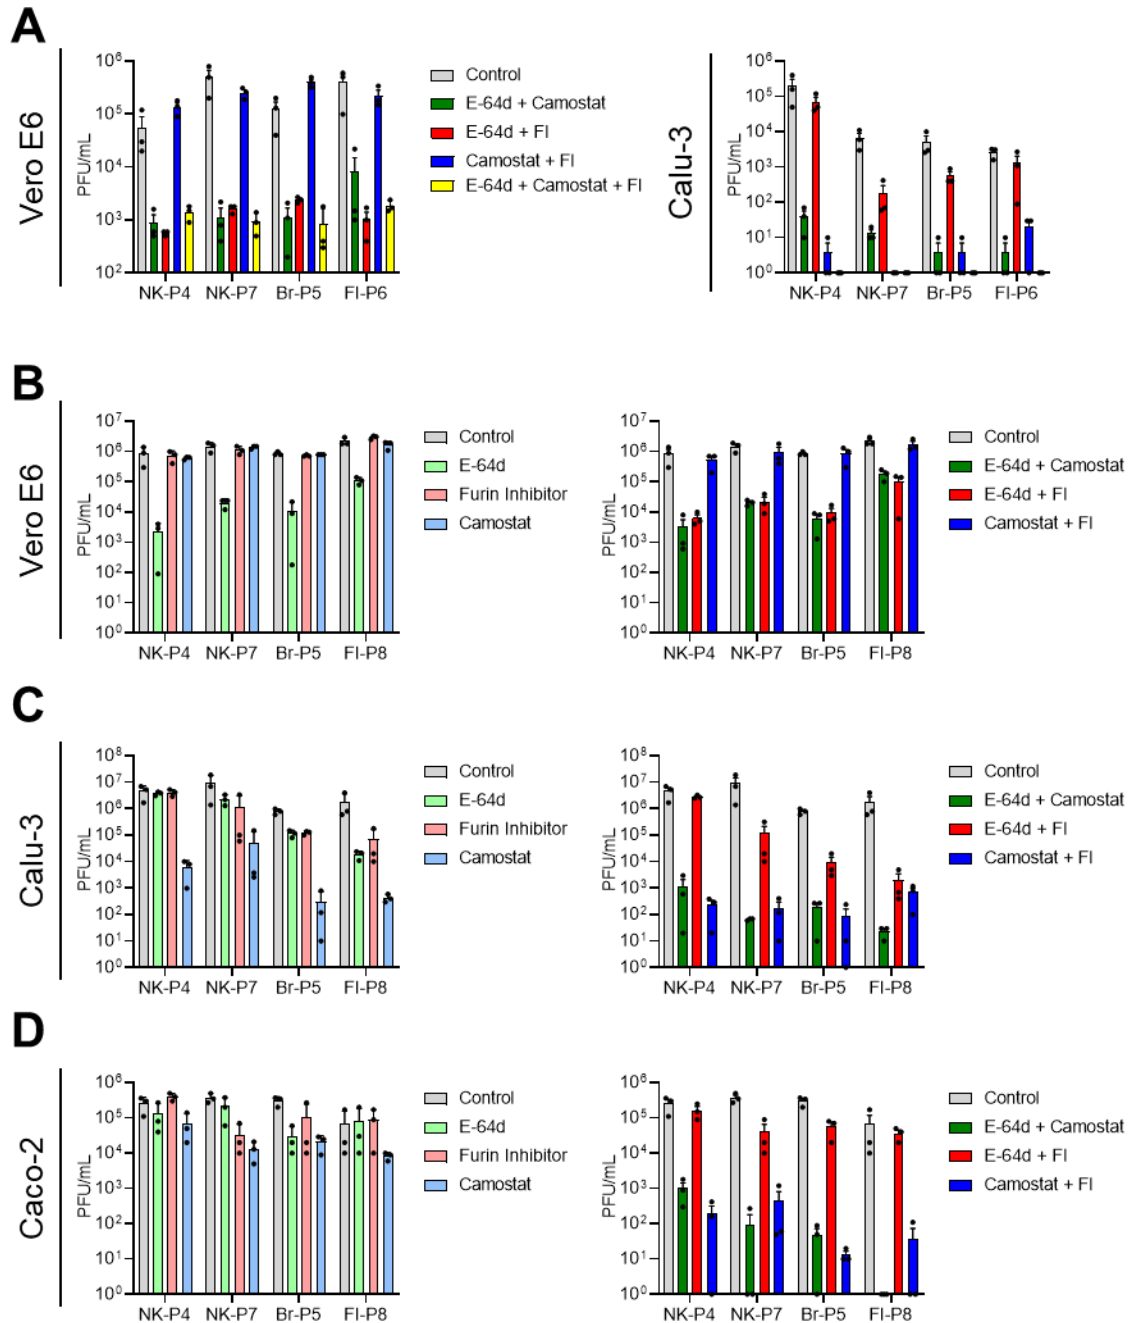 A
Vero E6
PFU/mL
10⁶
10⁵
10⁴
10³
10²
NK-P4
NK-P7
Br-P5
FI-P6
Control
E-64d + Camostat
E-64d + FI
Camostat + FI
E-64d + Camostat + FI
Calu-3
PFU/mL
10⁶
10⁵
10⁴
10³
10²
10¹
10⁰
NK-P4
NK-P7
Br-P5
FI-P6
B
Vero E6
PFU/mL
10⁷
10⁶
10⁵
10⁴
10³
10²
10¹
10⁰
NK-P4
NK-P7
Br-P5
FI-P8
Control
E-64d
Furin Inhibitor
Camostat
PFU/mL
10⁷
10⁶
10⁵
10⁴
10³
10²
10¹
10⁰
NK-P4
NK-P7
Br-P5
FI-P8
Control
E-64d + Camostat
E-64d + FI
Camostat + FI
C
Calu-3
PFU/mL
10⁸
10⁷
10⁶
10⁵
10⁴
10³
10²
10¹
10⁰
NK-P4
NK-P7
Br-P5
FI-P8
Control
E-64d
Furin Inhibitor
Camostat
PFU/mL
10⁸
10⁷
10⁶
10⁵
10⁴
10³
10²
10¹
10⁰
NK-P4
NK-P7
Br-P5
FI-P8
Control
E-64d + Camostat
E-64d + FI
Camostat + FI
D
Caco-2
PFU/mL
10⁶
10⁵
10⁴
10³
10²
10¹
10⁰
NK-P4
NK-P7
Br-P5
FI-P8
Control
E-64d
Furin Inhibitor
Camostat
PFU/mL
10⁶
10⁵
10⁴
10³
10²
10¹
10⁰
NK-P4
NK-P7
Br-P5
FI-P8
Control
E-64d + Camostat
E-64d + FI
Camostat + FI